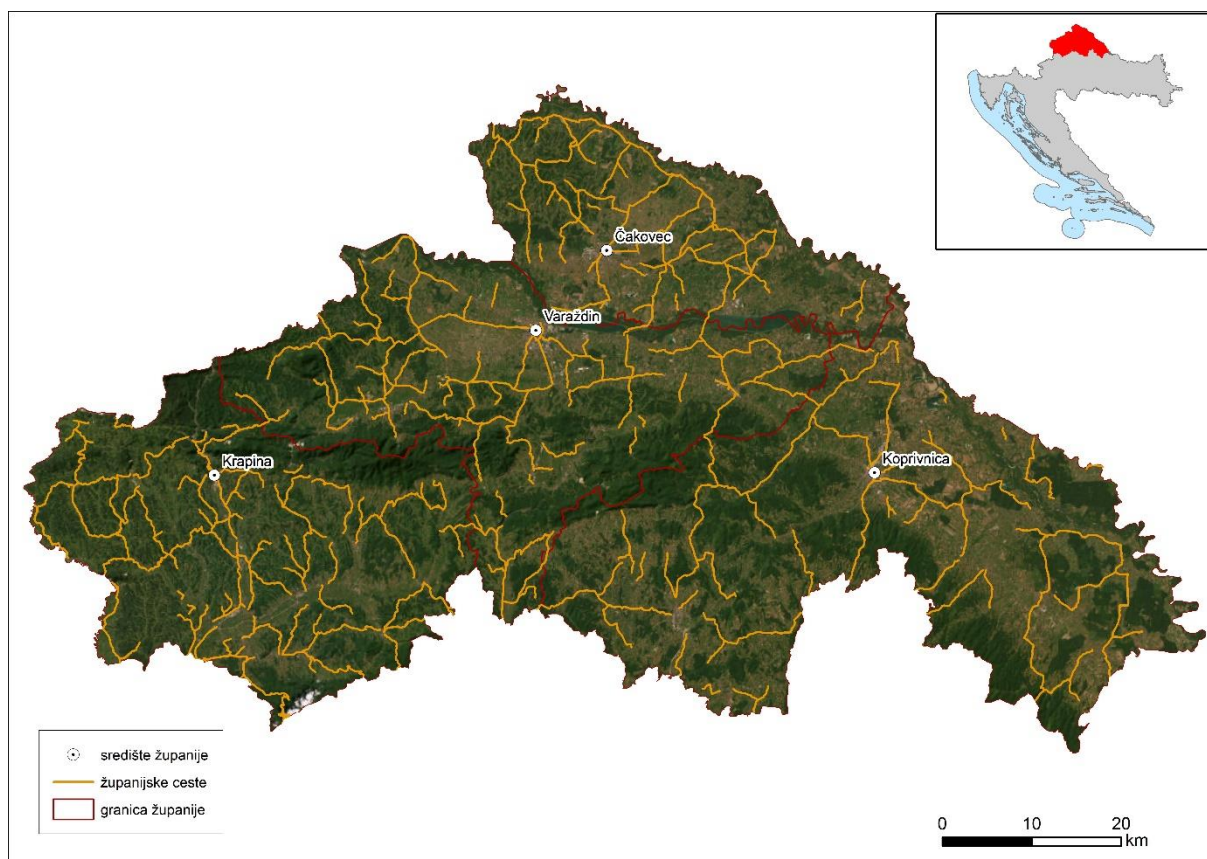 Čakovec
Varaždin
Krapina
Koprivnica
središte županije
županijske ceste
granica županije
0 10 20
km